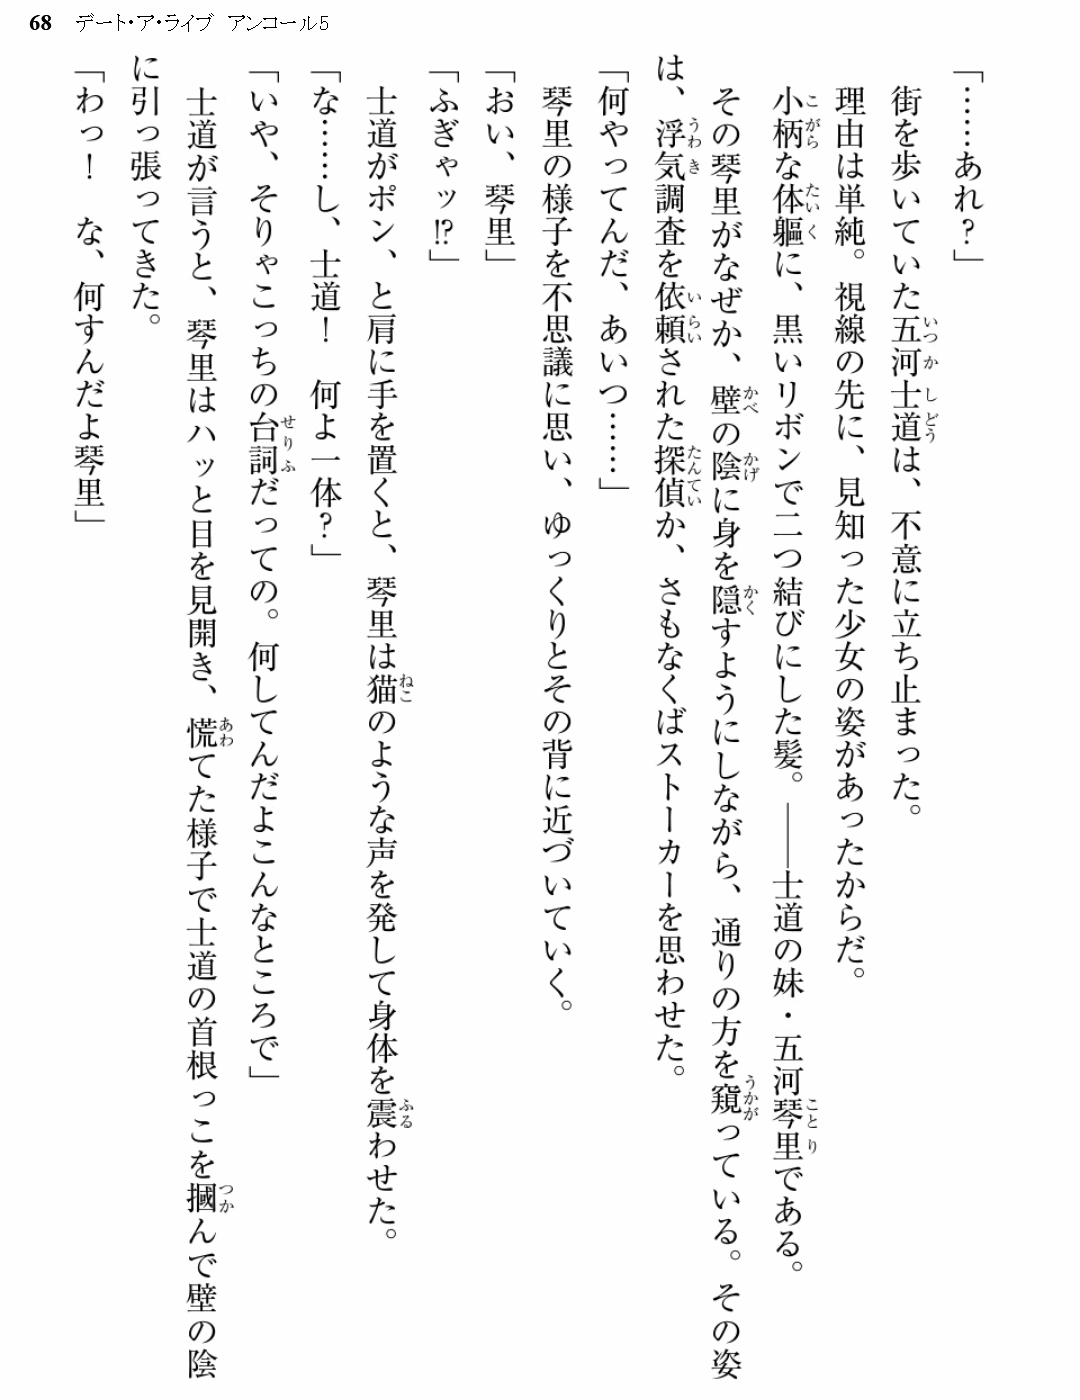 68 デート・ア・ライブ アンコール5
「……あれ？」
街を歩いていた五河士道は、不意に立ち止まった。
理由は単純。視線の先に、見知った少女の姿があったからだ。
小柄な体軀に、黒いリボンで二つ結びにした髪。――士道の妹・五河琴里である。
その琴里がなぜか、壁の陰に身を隠すようにしながら、通りの方を窺っている。その姿
は、浮気調査を依頼された探偵か、さもなくばストーカーを思わせた。
「何やってんだ、あいつ……」
琴里の様子を不思議に思い、ゆっくりとその背に近づいていく。
「おい、琴里」
「ふぎゃッ!?」
士道がポン、と肩に手を置くと、琴里は猫のような声を発して身体を震わせた。
「な……し、士道！　何よ一体？」
「いや、そりゃこっちの台詞だっての。何してんだよこんなところで」
士道が言うと、琴里はハッと目を見開き、慌てた様子で士道の首根っこを摑んで壁の陰
に引っ張ってきた。
「わっ！　な、何すんだよ琴里」